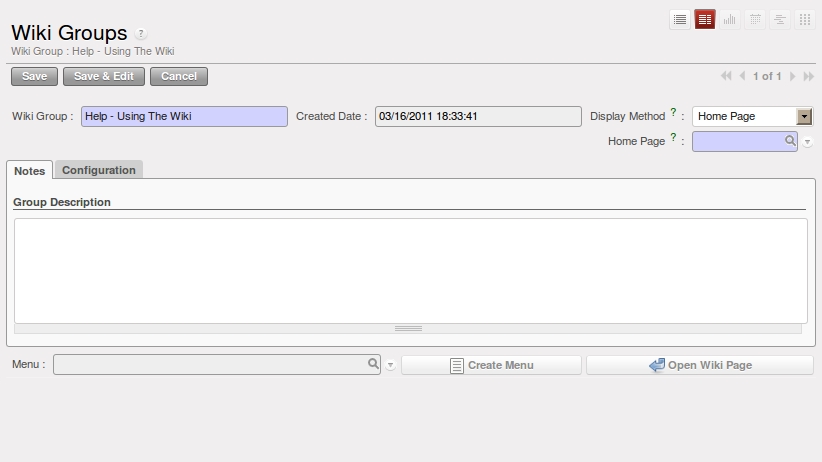 Wiki Groups ?
Wiki Group : Help - Using The Wiki
Save Save & Edit Cancel 1 of 1
Wiki Group : Help - Using The Wiki Created Date : 03/16/2011 18:33:41 Display Method ? : Home Page
Home Page ? :
Notes Configuration
Group Description
Menu : Create Menu Open Wiki Page